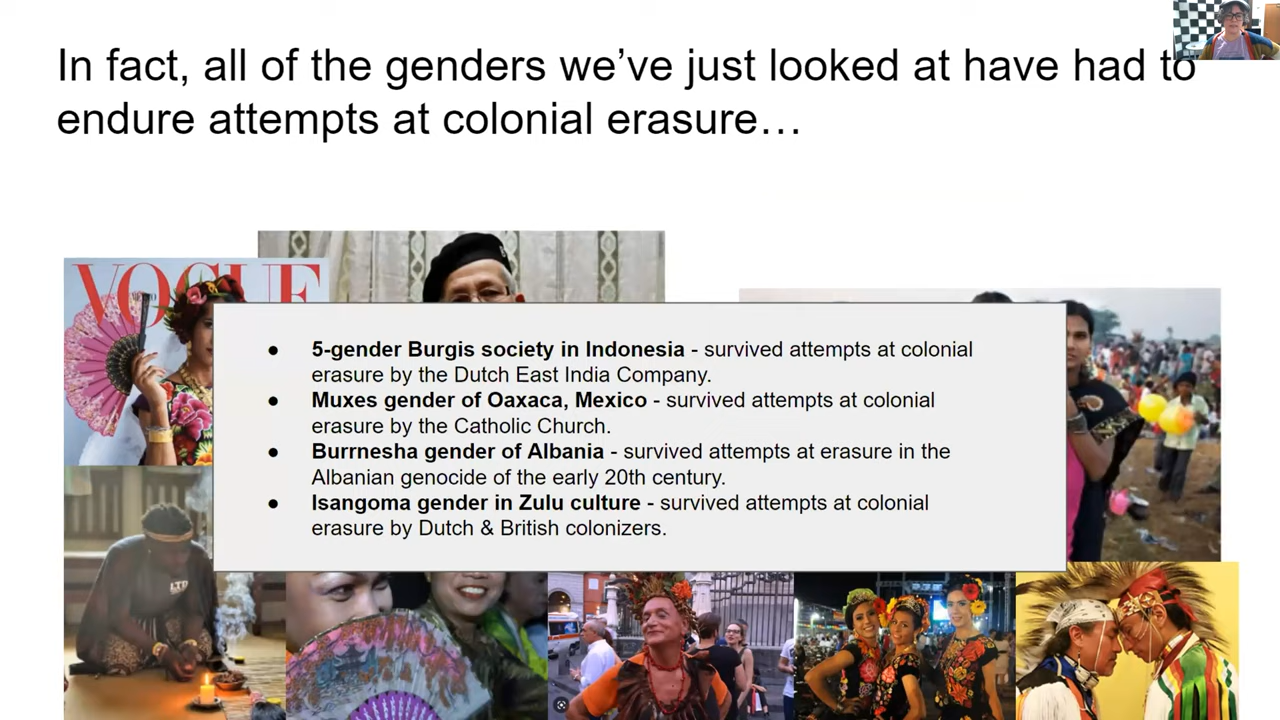 In fact, all of the genders we’ve just looked at have had to
endure attempts at colonial erasure…
VOGUE
● 5-gender Burgis society in Indonesia - survived attempts at colonial
erasure by the Dutch East India Company.
● Muxes gender of Oaxaca, Mexico - survived attempts at colonial
erasure by the Catholic Church.
● Burrnesha gender of Albania - survived attempts at erasure in the
Albanian genocide of the early 20th century.
● Isangoma gender in Zulu culture - survived attempts at colonial
erasure by Dutch & British colonizers.